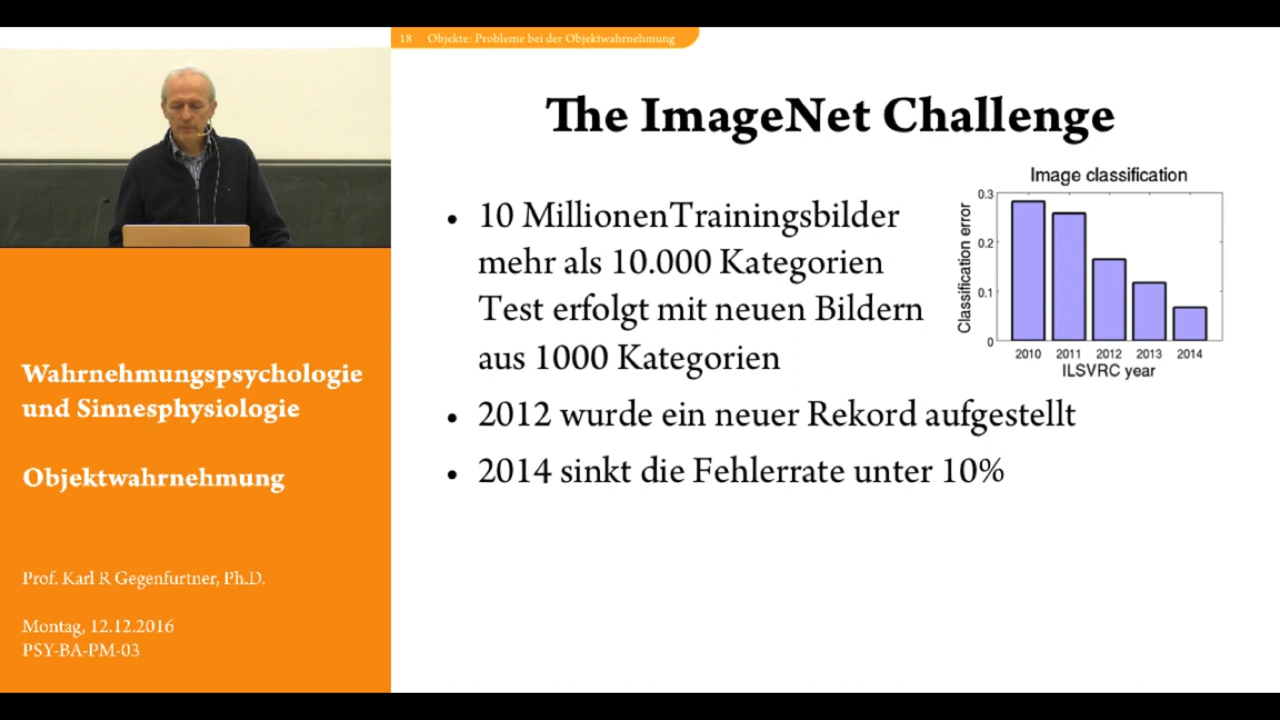 18 Objekte: Probleme bei der Objektwahrnehmung
The ImageNet Challenge
• 10 MillionenTrainingsbilder
mehr als 10.000 Kategorien
Test erfolgt mit neuen Bildern
aus 1000 Kategorien
• 2012 wurde ein neuer Rekord aufgestellt
• 2014 sinkt die Fehlerrate unter 10%
Image classification
Classification error
0.3
0.2
0.1
0
2010 2011 2012 2013 2014
ILSVRC year
Wahrnehmungspsychologie
und Sinnesphysiologie
Objektwahrnehmung
Prof. Karl R Gegenfurtner, Ph.D.
Montag, 12.12.2016
PSY-BA-PM-03